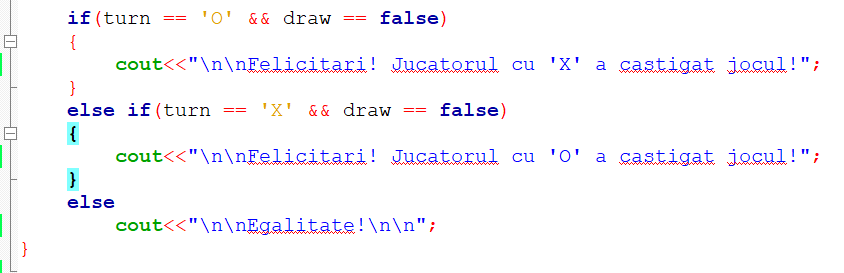 if(turn == 'O' && draw == false)
{
cout<<"\n\nFelicitari! Jucatorul cu 'X' a castigat jocul!";
}
else if(turn == 'X' && draw == false)
{
cout<<"\n\nFelicitari! Jucatorul cu 'O' a castigat jocul!";
}
else
cout<<"\n\nEgalitate!\n\n";
}